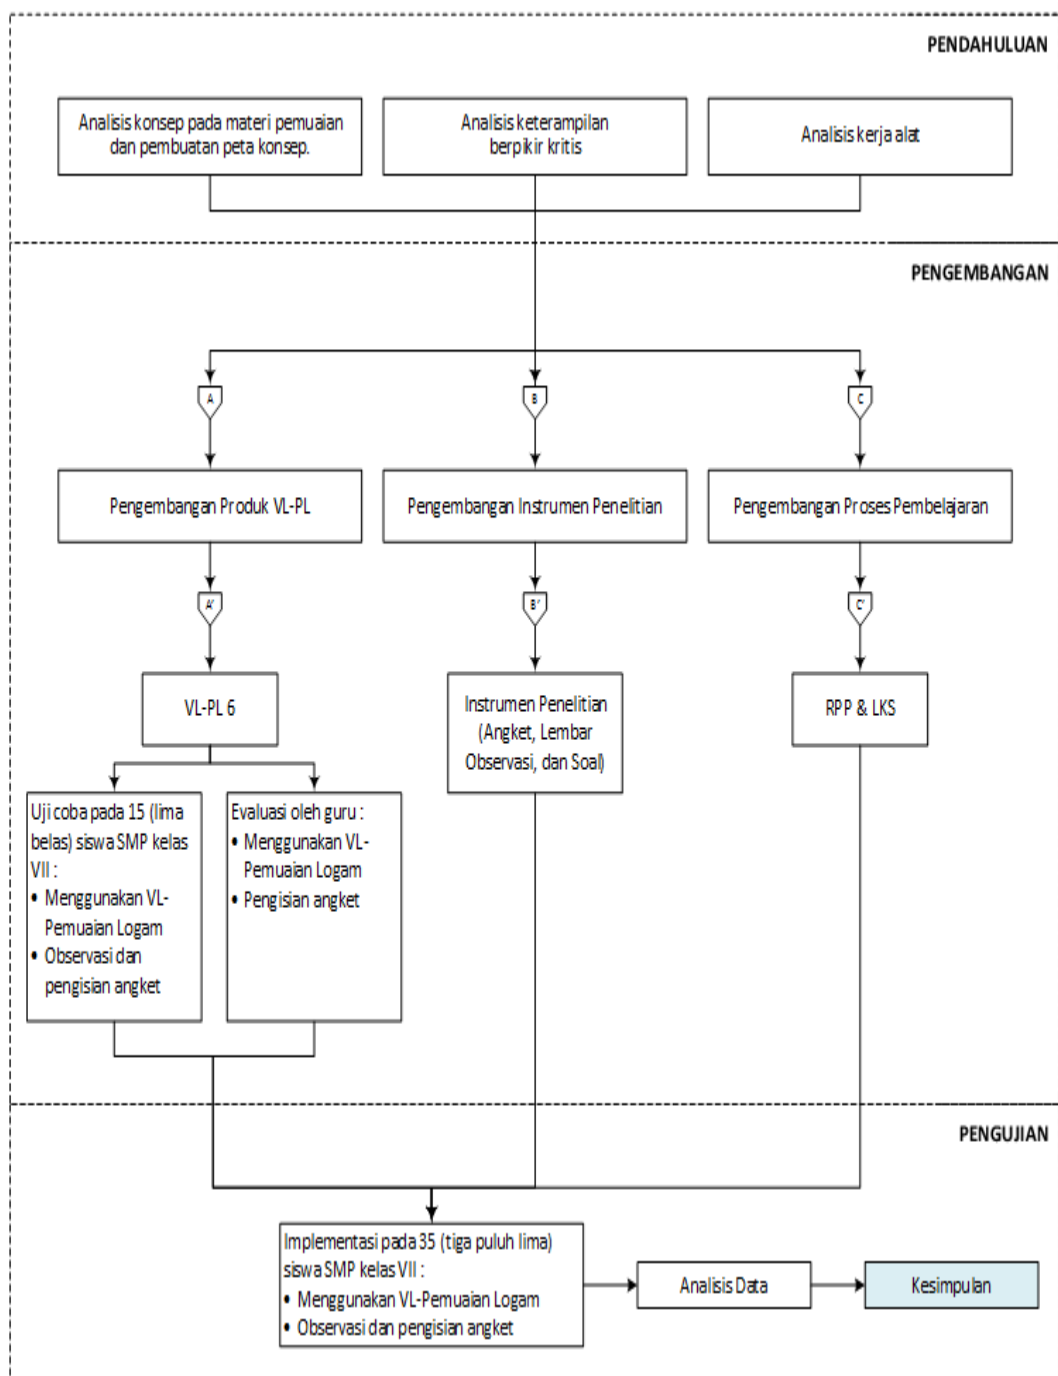 PENDAHULUAN
Analisis konsep pada materi pemuaian
dan pembuatan peta konsep.
Analisis keterampilan
berpikir kritis
Analisis kerja alat
PENGEMBANGAN
A
B
C
Pengembangan Produk VL-PL
Pengembangan Instrumen Penelitian
Pengembangan Proses Pembelajaran
A'
B'
C'
VL-PL 6
Instrumen Penelitian
(Angket, Lembar
Observasi, dan Soal)
RPP & LKS
Uji coba pada 15 (lima
belas) siswa SMP kelas
VII :
• Menggunakan VL-
Pemuaian Logam
• Observasi dan
pengisian angket
Evaluasi oleh guru :
• Menggunakan VL-
Pemuaian Logam
• Pengisian angket
PENGUJIAN
Implementasi pada 35 (tiga puluh lima)
siswa SMP kelas VII :
• Menggunakan VL-Pemuaian Logam
• Observasi dan pengisian angket
Analisis Data
Kesimpulan